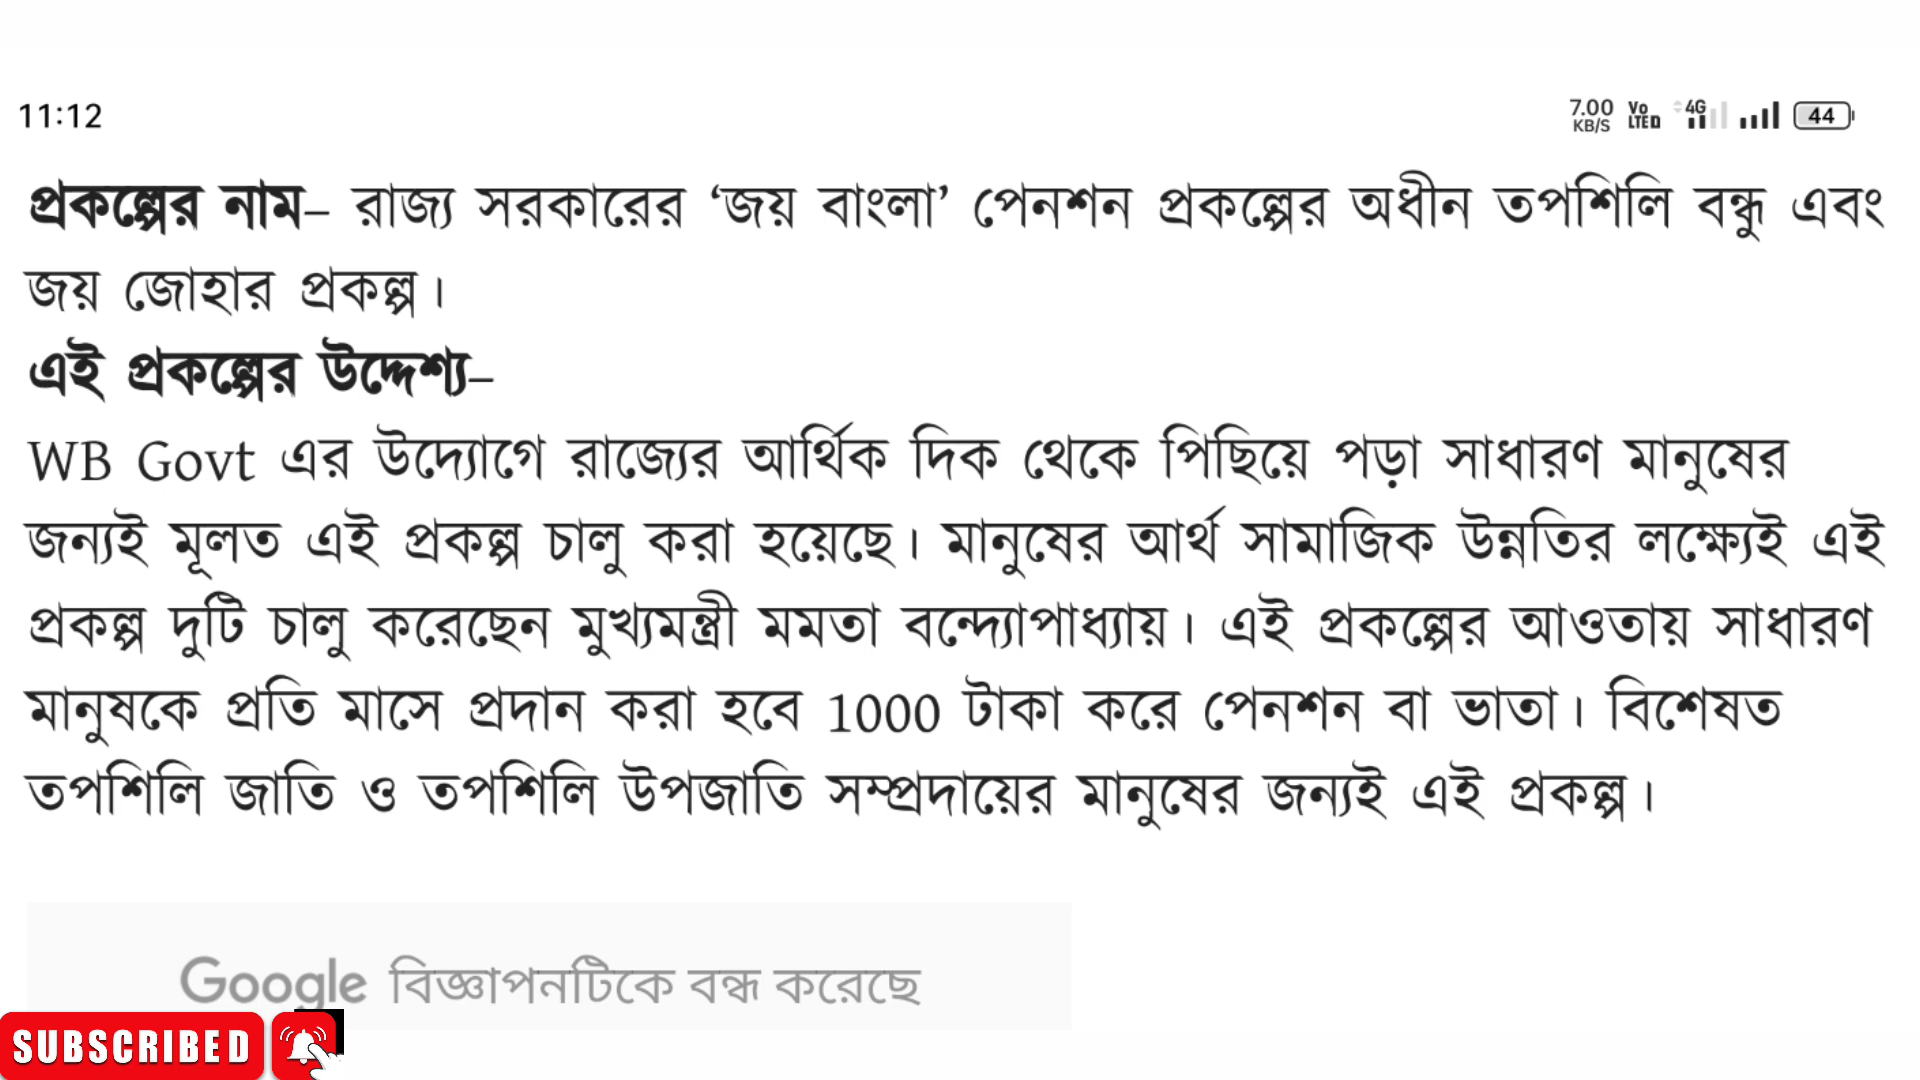 11:12
7.00 KB/S Vo LTE 4G 44
প্রকল্পের নাম– রাজ্য সরকারের ‘জয় বাংলা’ পেনশন প্রকল্পের অধীন তপশিলি বন্ধু এবং
জয় জোহার প্রকল্প।
এই প্রকল্পের উদ্দেশ্য–
WB Govt এর উদ্যোগে রাজ্যের আর্থিক দিক থেকে পিছিয়ে পড়া সাধারণ মানুষের
জন্যই মূলত এই প্রকল্প চালু করা হয়েছে। মানুষের আর্থ সামাজিক উন্নতির লক্ষ্যেই এই
প্রকল্প দুটি চালু করেছেন মুখ্যমন্ত্রী মমতা বন্দ্যোপাধ্যায়। এই প্রকল্পের আওতায় সাধারণ
মানুষকে প্রতি মাসে প্রদান করা হবে 1000 টাকা করে পেনশন বা ভাতা। বিশেষত
তপশিলি জাতি ও তপশিলি উপজাতি সম্প্রদায়ের মানুষের জন্যই এই প্রকল্প।
Google বিজ্ঞাপনটিকে বন্ধ করেছে
SUBSCRIBED